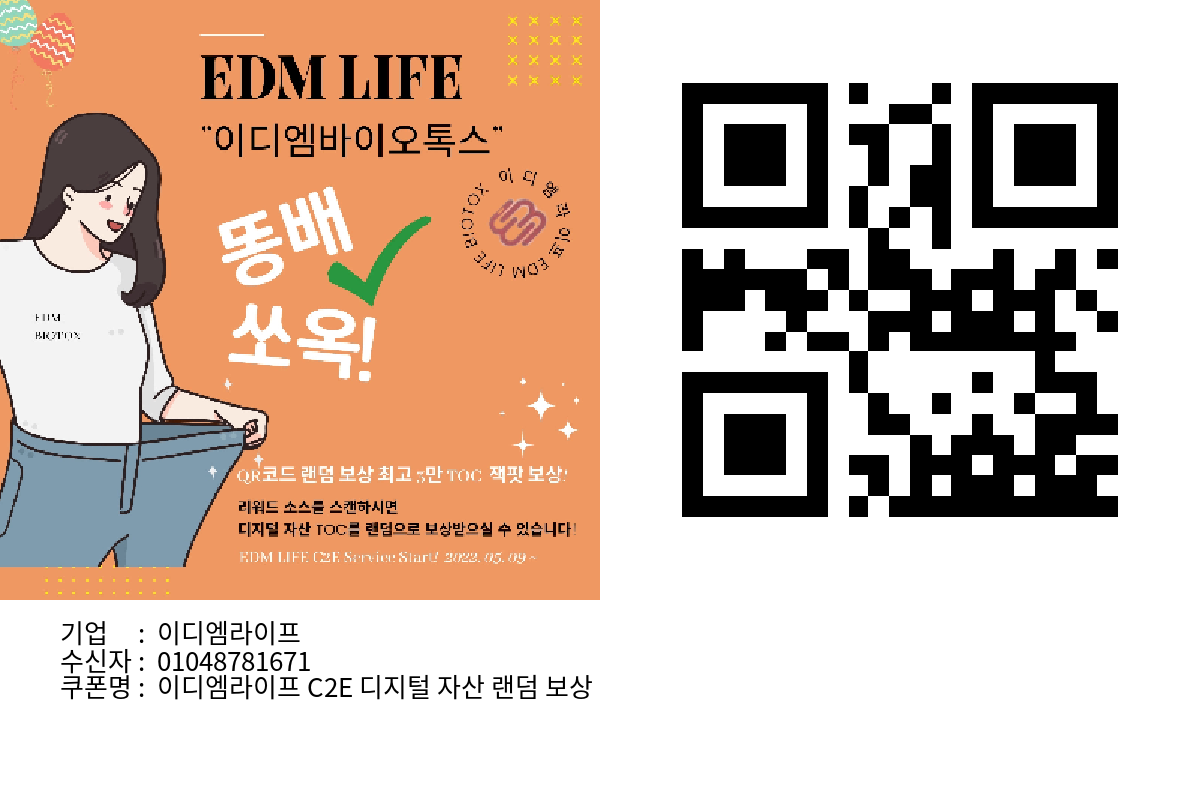 EDM LIFE
"이디엠바이오톡스"
이디엠라이프 EDM LIFE BIOTOX
똥배
쏘옥!
EDM
BIOTOX
QR코드 랜덤 보상 최고 5만 TOC 잭팟 보상!
리워드 소스를 스캔하시면
디지털 자산 TOC를 랜덤으로 보상받으실 수 있습니다!
EDM LIFE C2E Service Start! 2022. 05. 09 ~
기업 : 이디엠라이프
수신자 : 01048781671
쿠폰명 : 이디엠라이프 C2E 디지털 자산 랜덤 보상